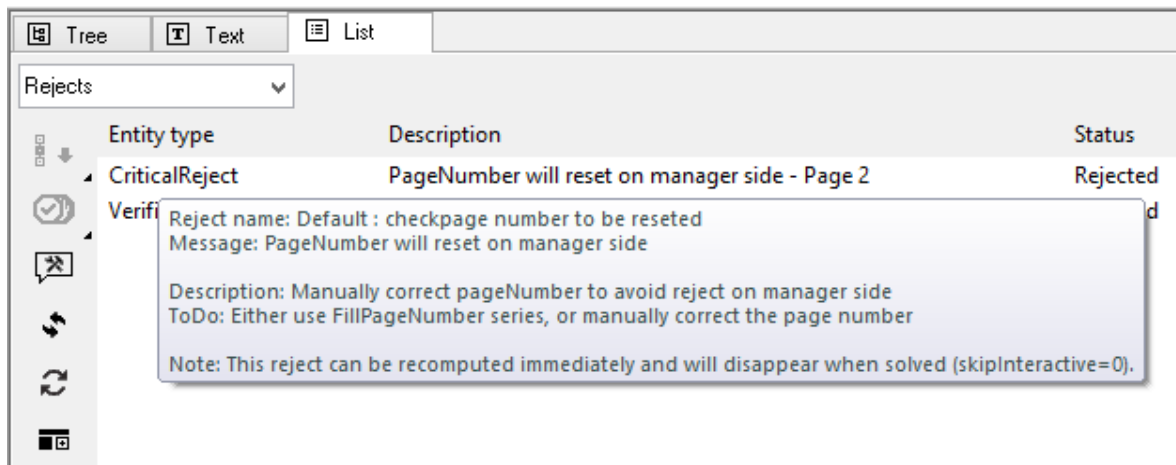 Tree Text List
Rejects
Entity type Description Status
CriticalReject PageNumber will reset on manager side - Page 2 Rejected
Reject name: Default : checkpage number to be reseted
Message: PageNumber will reset on manager side
Description: Manually correct pageNumber to avoid reject on manager side
ToDo: Either use FillPageNumber series, or manually correct the page number
Note: This reject can be recomputed immediately and will disappear when solved (skipInteractive=0).